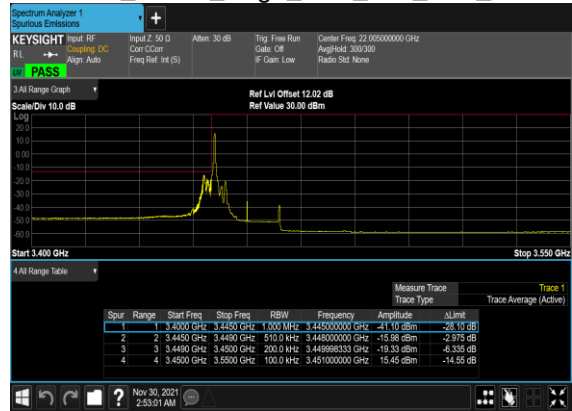 Spectrum Analyzer 1
Spurious Emissions
KEYSIGHT
RL
Input: RF
Coupling: DC
Align: Auto
Input Z: 50 Ω
Corr CCorr
Freq Ref: Int (S)
Atten: 30 dB
Trig: Free Run
Gate: Off
IF Gain: Low
Center Freq: 22.005000000 GHz
Avg|Hold: 300/300
Radio Std: None
PASS
3 All Range Graph
Ref Lvl Offset 12.02 dB
Scale/Div 10.0 dB
Ref Value 30.00 dBm
Log
20.0
10.0
0.00
-10.0
-20.0
-30.0
-40.0
-50.0
-60.0
Start 3.400 GHz
Stop 3.550 GHz
4 All Range Table
Measure Trace Trace 1
Trace Type Trace Average (Active)
Spur Range Start Freq Stop Freq RBW Frequency Amplitude ΔLimit
1 1 3.4000 GHz 3.4450 GHz 1.000 MHz 3.445000000 GHz -41.10 dBm -28.10 dB
2 2 3.4450 GHz 3.4490 GHz 510.0 kHz 3.448000000 GHz -15.98 dBm -2.975 dB
3 3 3.4490 GHz 3.4500 GHz 200.0 kHz 3.449998333 GHz -19.33 dBm -6.335 dB
4 4 3.4500 GHz 3.5500 GHz 100.0 kHz 3.451000000 GHz 15.45 dBm -14.55 dB
Nov 30, 2021
2:53:01 AM